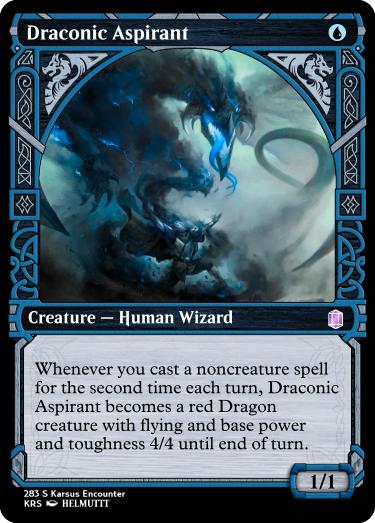 Draconic Aspirant
Creature — Human Wizard
Whenever you cast a noncreature spell
for the second time each turn, Draconic
Aspirant becomes a red Dragon
creature with flying and base power
and toughness 4/4 until end of turn.
1/1
283 S Karsus Encounter
KRS HELMUTTT